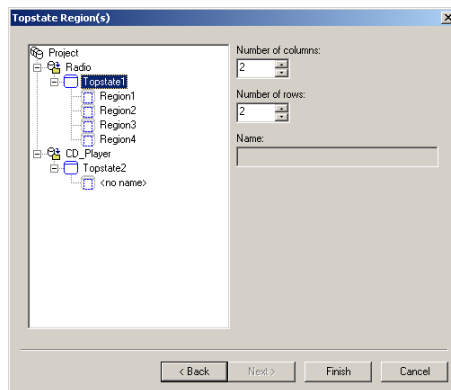 Topstate Region(s)
Project
Radio
Topstate1
Region1
Region2
Region3
Region4
CD_Player
Topstate2
<no name>
Number of columns:
2
Number of rows:
2
Name:
< Back
Next >
Finish
Cancel